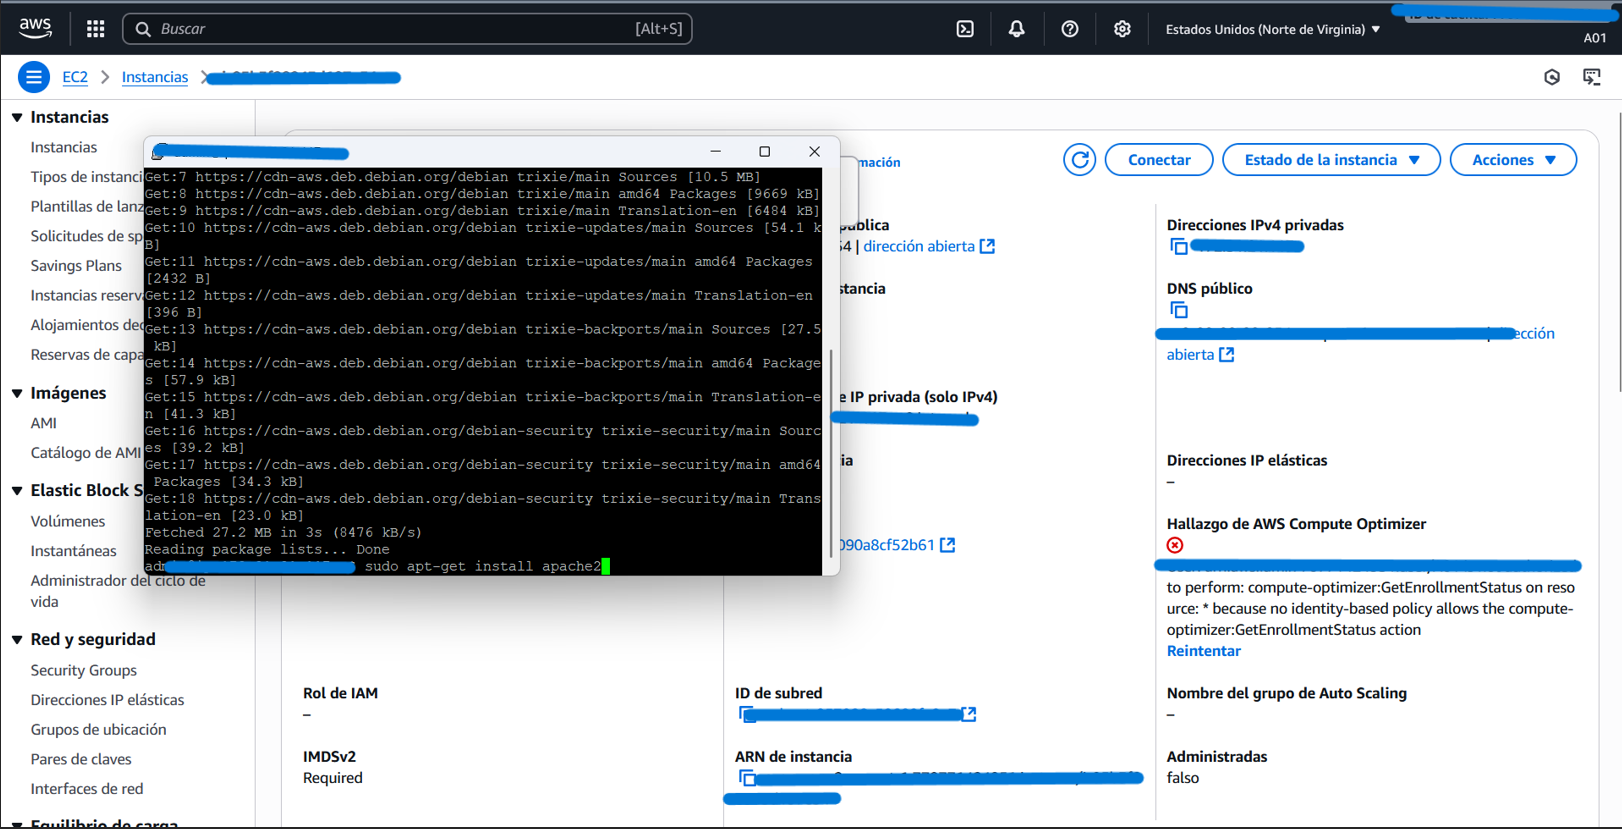 aws
Buscar
[Alt+S]
Estados Unidos (Norte de Virginia)
A01
EC2
Instancias
Instancias
Instancias
Tipos de instanci
Plantillas de lanz
Solicitudes de sp
Savings Plans
Instancias reserva
Alojamientos dec
Reservas de capa
Imágenes
AMI
Catálogo de AMI
Elastic Block S
Volúmenes
Instantáneas
Administrador del ciclo de
vida
Red y seguridad
Security Groups
Direcciones IP elásticas
Grupos de ubicación
Pares de claves
Interfaces de red
Equilibrio de carga
Get:7 https://cdn-aws.deb.debian.org/debian trixie/main Sources [10.5 MB]
Get:8 https://cdn-aws.deb.debian.org/debian trixie/main amd64 Packages [9669 kB]
Get:9 https://cdn-aws.deb.debian.org/debian trixie/main Translation-en [6484 kB]
Get:10 https://cdn-aws.deb.debian.org/debian trixie-updates/main Sources [54.1 k
B]
Get:11 https://cdn-aws.deb.debian.org/debian trixie-updates/main amd64 Packages
[2432 B]
Get:12 https://cdn-aws.deb.debian.org/debian trixie-updates/main Translation-en
[396 B]
Get:13 https://cdn-aws.deb.debian.org/debian trixie-backports/main Sources [27.5
kB]
Get:14 https://cdn-aws.deb.debian.org/debian trixie-backports/main amd64 Package
s [57.9 kB]
Get:15 https://cdn-aws.deb.debian.org/debian trixie-backports/main Translation-e
n [41.3 kB]
Get:16 https://cdn-aws.deb.debian.org/debian-security trixie-security/main Sourc
es [39.2 kB]
Get:17 https://cdn-aws.deb.debian.org/debian-security trixie-security/main amd64
Packages [34.3 kB]
Get:18 https://cdn-aws.deb.debian.org/debian-security trixie-security/main Trans
lation-en [23.0 kB]
Fetched 27.2 MB in 3s (8476 kB/s)
Reading package lists... Done
ad sudo apt-get install apache2
mación
Conectar
Estado de la instancia
Acciones
pública
54 | dirección abierta
Direcciones IPv4 privadas
stancia
DNS público
ección
abierta
e IP privada (solo IPv4)
ia
Direcciones IP elásticas
–
090a8cf52b61
Hallazgo de AWS Compute Optimizer
to perform: compute-optimizer:GetEnrollmentStatus on reso
urce: * because no identity-based policy allows the compute-
optimizer:GetEnrollmentStatus action
Reintentar
Rol de IAM
–
ID de subred
Nombre del grupo de Auto Scaling
–
IMDSv2
Required
ARN de instancia
Administradas
falso